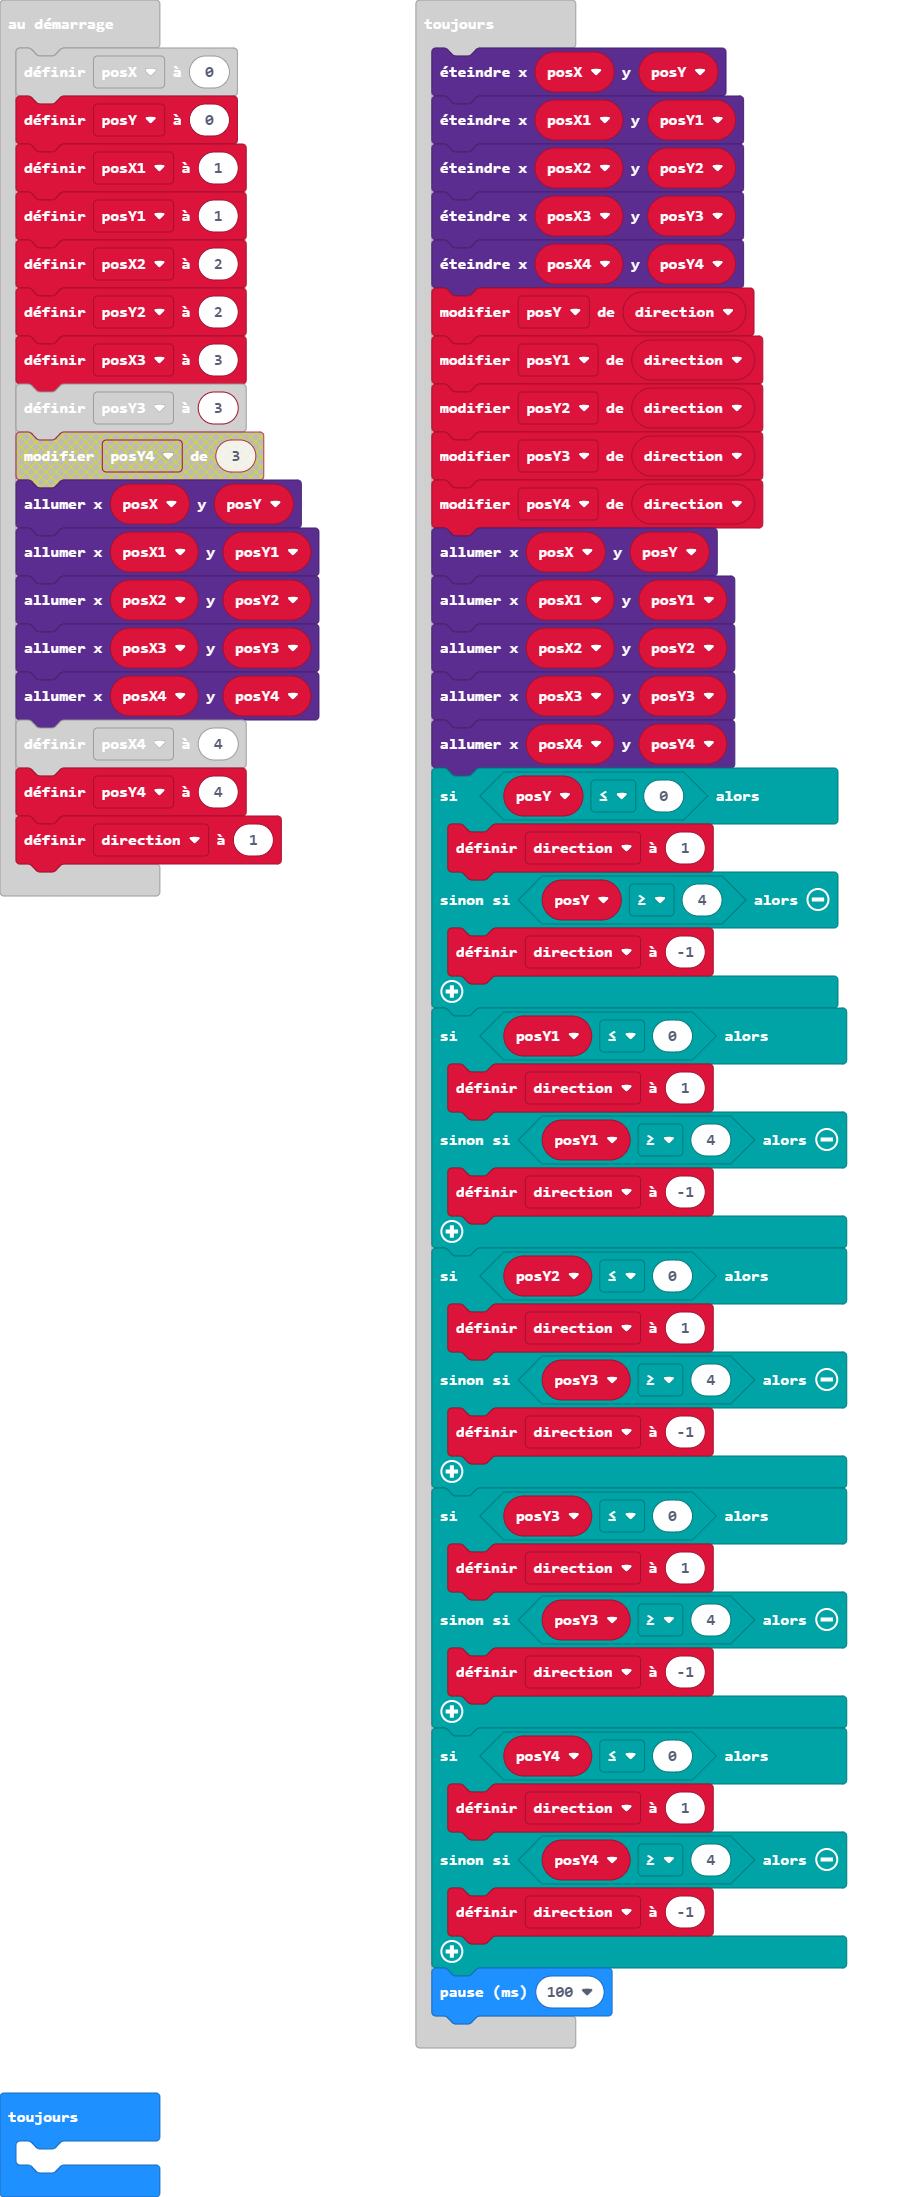 au démarrage
définir posX à 0
définir posY à 0
définir posX1 à 1
définir posY1 à 1
définir posX2 à 2
définir posY2 à 2
définir posX3 à 3
définir posY3 à 3
modifier posY4 de 3
allumer x posX y posY
allumer x posX1 y posY1
allumer x posX2 y posY2
allumer x posX3 y posY3
allumer x posX4 y posY4
définir posX4 à 4
définir posY4 à 4
définir direction à 1
toujours
éteindre x posX y posY
éteindre x posX1 y posY1
éteindre x posX2 y posY2
éteindre x posX3 y posY3
éteindre x posX4 y posY4
modifier posY de direction
modifier posY1 de direction
modifier posY2 de direction
modifier posY3 de direction
modifier posY4 de direction
allumer x posX y posY
allumer x posX1 y posY1
allumer x posX2 y posY2
allumer x posX3 y posY3
allumer x posX4 y posY4
si posY ≤ 0 alors
définir direction à 1
sinon si posY ≥ 4 alors
définir direction à -1
si posY1 ≤ 0 alors
définir direction à 1
sinon si posY1 ≥ 4 alors
définir direction à -1
si posY2 ≤ 0 alors
définir direction à 1
sinon si posY3 ≥ 4 alors
définir direction à -1
si posY3 ≤ 0 alors
définir direction à 1
sinon si posY3 ≥ 4 alors
définir direction à -1
si posY4 ≤ 0 alors
définir direction à 1
sinon si posY4 ≥ 4 alors
définir direction à -1
pause (ms) 100
toujours